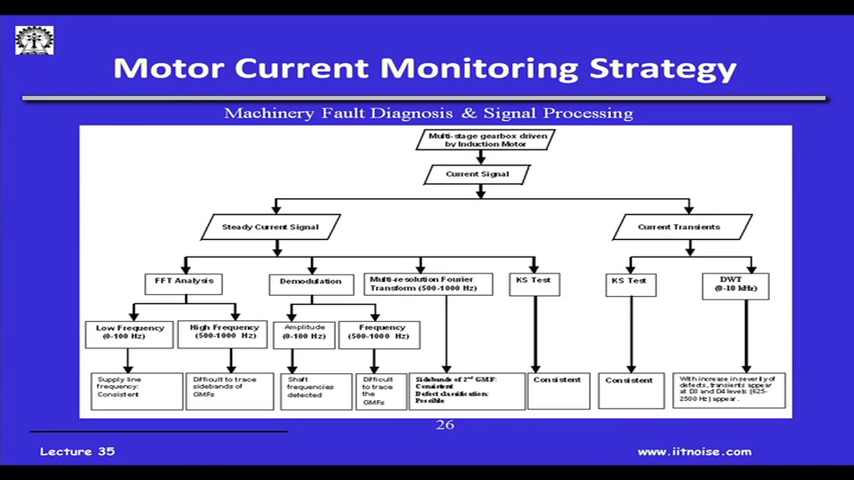 Motor Current Monitoring Strategy
Machinery Fault Diagnosis & Signal Processing
Multi-stage gearbox driven
by Induction Motor
Current Signal
Steady Current Signal
Current Transients
FFT Analysis
Demodulation
Multi-resolution Fourier
Transform (500-1000 Hz)
KS Test
KS Test
DWT
(0-10 kHz)
Low Frequency
(0-100 Hz)
High Frequency
(500-1000 Hz)
Amplitude
(0-100 Hz)
Frequency
(500-1000 Hz)
Supply line
frequency:
Consistent
Difficult to trace
sidebands of
GMFs
Shaft
frequencies
detected
Difficult
to trace
the
GMFs
Sidebands of 2nd GMF:
Consistent
Defect classification:
Possible
Consistent
Consistent
With increase in severity of
defects, transients appear
at D3 and D4 levels (625-
2500 Hz) appear.
26
Lecture 35
www.iitnoise.com